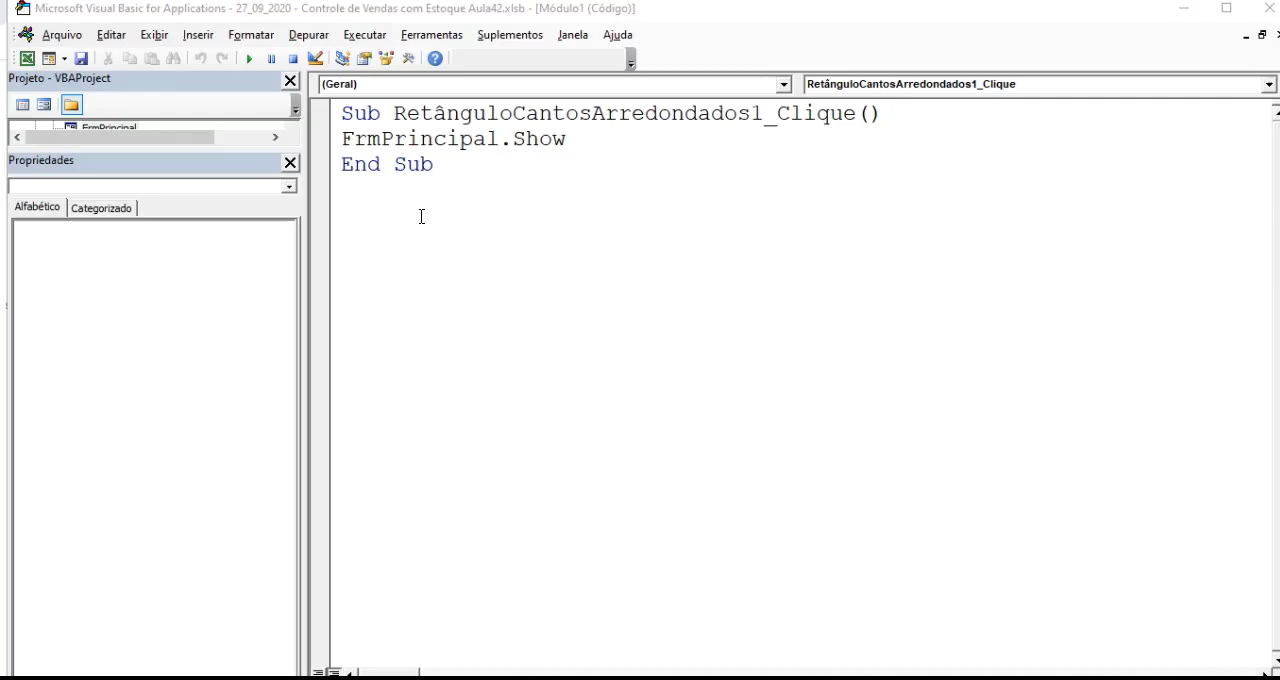 Microsoft Visual Basic for Applications - 27_09_2020 - Controle de Vendas com Estoque Aula42.xlsb - [Módulo1 (Código)]
Arquivo Editar Exibir Inserir Formatar Depurar Executar Ferramentas Suplementos Janela Ajuda
Projeto - VBAProject
FrmPrincipal
Propriedades
Alfabético Categorizado
(Geral) RetânguloCantosArredondados1_Clique
Sub RetânguloCantosArredondados1_Clique()
FrmPrincipal.Show
End Sub